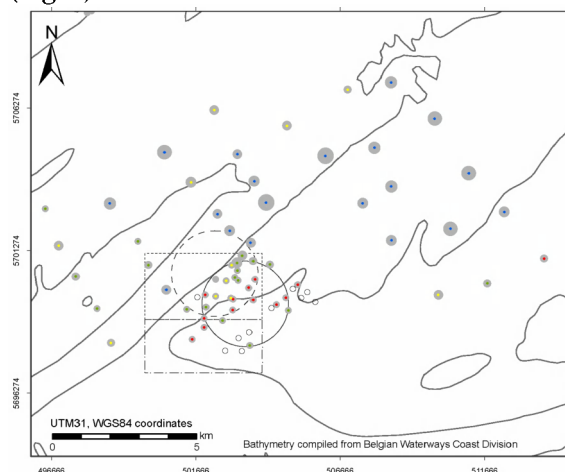 N
5706274
5701274
5696274
UTM31, WGS84 coordinates
km
0 5
Bathymetry compiled from Belgian Waterways Coast Division
496666 501666 506666 511666